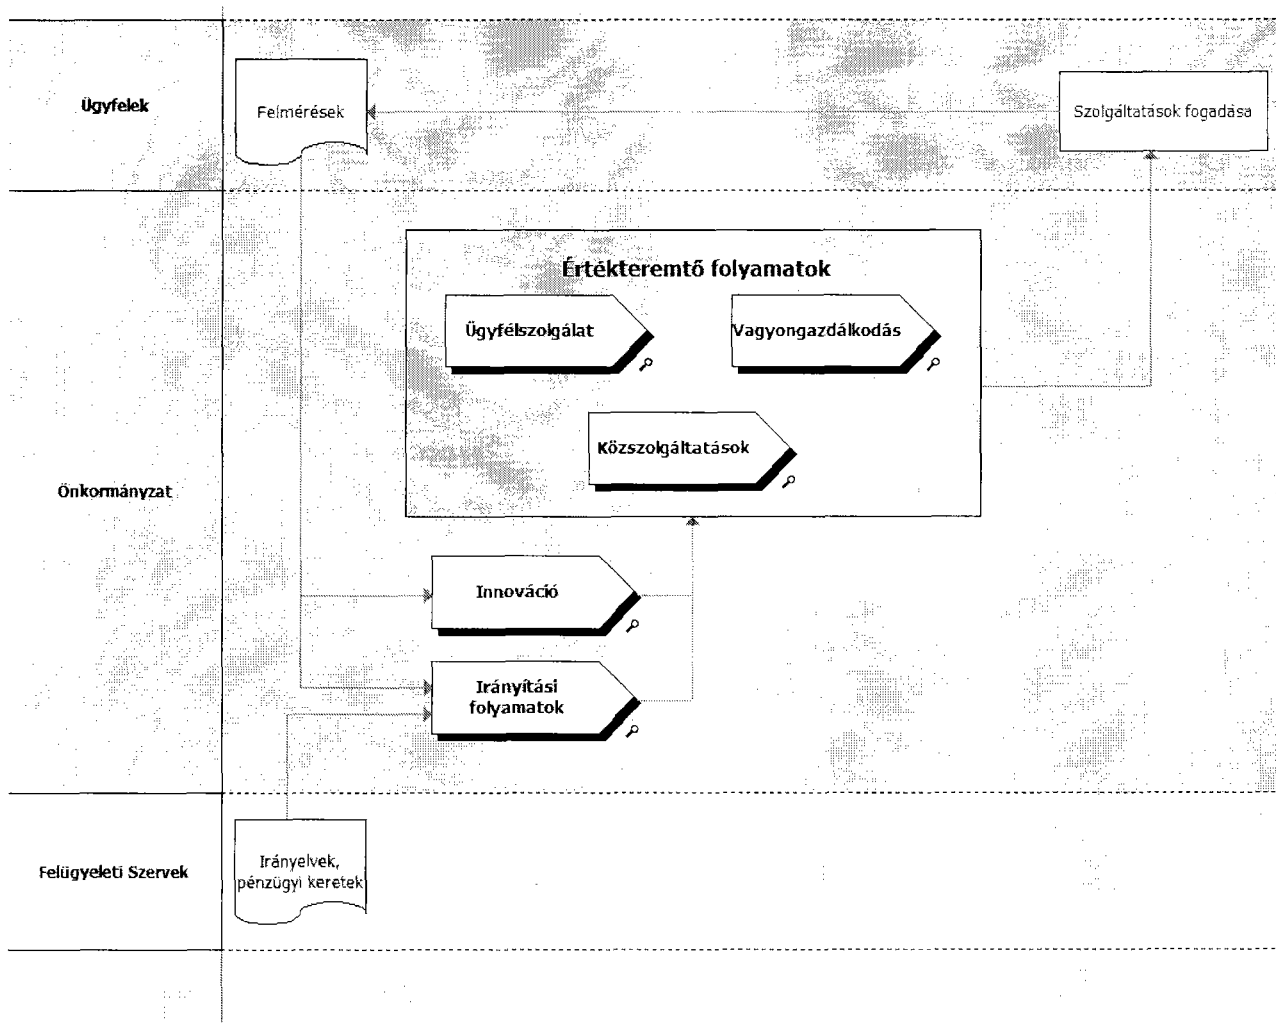 Ügyfelek
Felmérések
Szolgáltatások fogadása
Értékteremtő folyamatok
Ügyfélszolgálat
Vagyongazdálkodás
Közszolgáltatások
Önkormányzat
Innováció
Irányítási
folyamatok
Felügyeleti Szervek
Irányelvek,
pénzügyi keretek